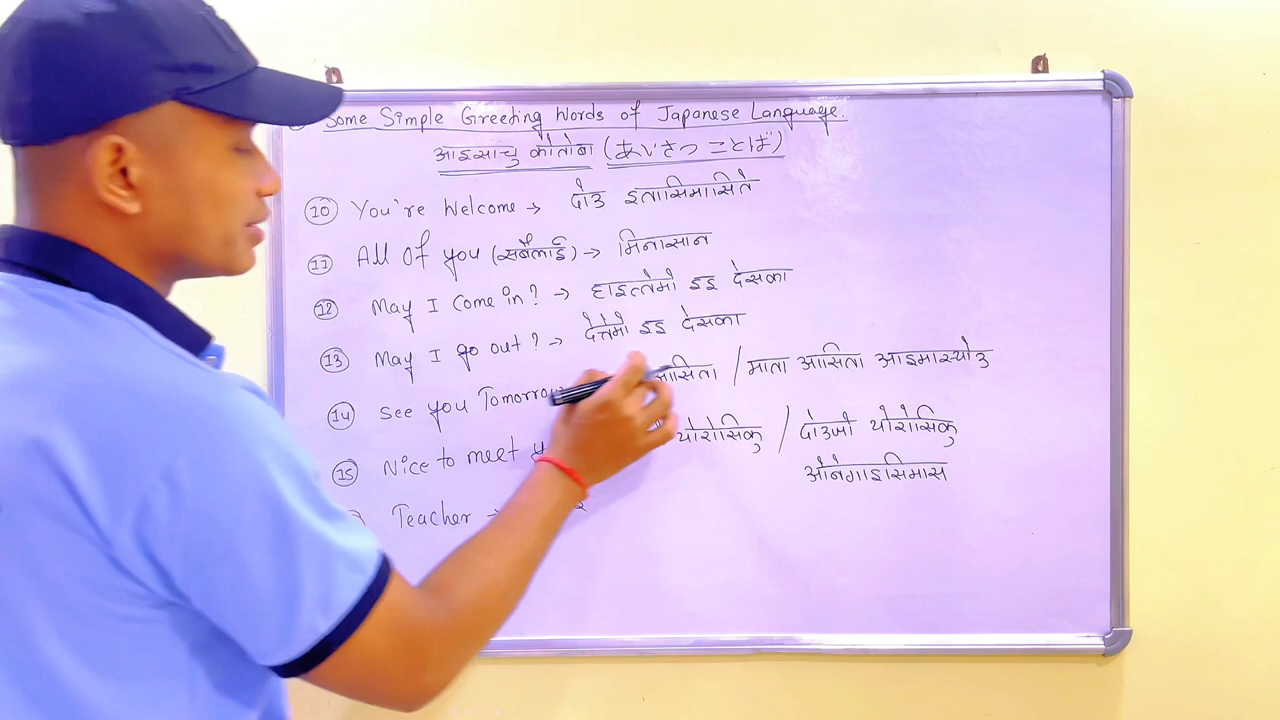 Some Simple Greeting Words of Japanese Language.
आइसाचु कोतोबा (あいさつ ことば)
10 You're Welcome → दोउ इतासिमासिते
11 All Of you (सबैलाई) → मिनासान
12 May I Come in? → हाइत्तेमो इइ देसका
13 May I go out? → देत्तेमो इइ देसका
14 See you Tomorrow / माता आसिता आइमास्योउ
15 Nice to meet योरोसिकु / दोउजो योरोसिकु
ओनेगाइसिमास
Teacher →